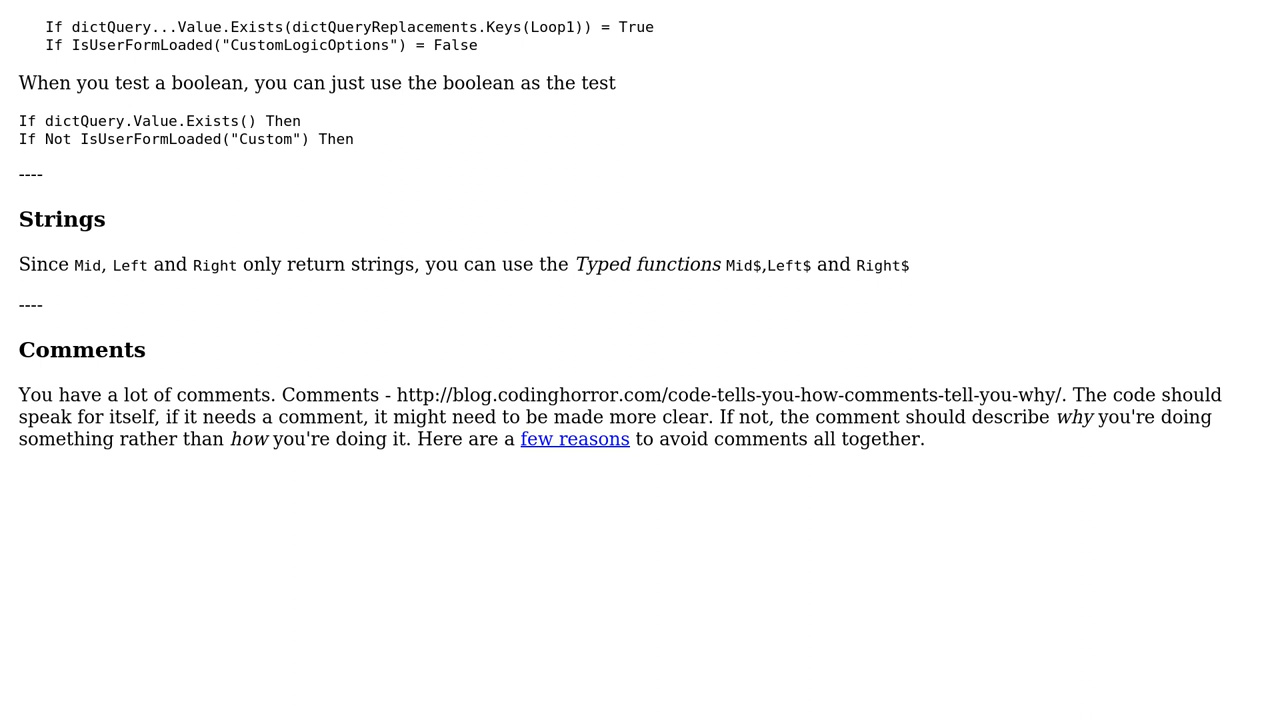 If dictQuery...Value.Exists(dictQueryReplacements.Keys(Loop1)) = True
If IsUserFormLoaded("CustomLogicOptions") = False
When you test a boolean, you can just use the boolean as the test
If dictQuery.Value.Exists() Then
If Not IsUserFormLoaded("Custom") Then
----
Strings
Since Mid, Left and Right only return strings, you can use the Typed functions Mid$,Left$ and Right$
----
Comments
You have a lot of comments. Comments - http://blog.codinghorror.com/code-tells-you-how-comments-tell-you-why/. The code should
speak for itself, if it needs a comment, it might need to be made more clear. If not, the comment should describe why you're doing
something rather than how you're doing it. Here are a few reasons to avoid comments all together.